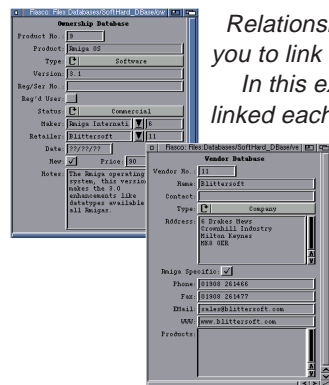 Fiasco: Files:Databases/SoftHard_DBase/ow
Ownership Database
Product No.: 9
Product: Amiga OS
Type Software
Version: 3.1
Reg/Ser No.:
Reg'd User
Status Commercial
Maker: Amiga Internati 6
Retailer: Blittersoft 11
Date: ??/??/??
New Price: 90
Notes: The Amiga operating
system, this version
makes the 3.0
enhancements like
datatypes available
all Amigas.
Relations
you to link
In this ex
linked each
Fiasco: Files:Databases/SoftHard_DBase/ve
Vendor Database
Vendor No.: 11
Name: Blittersoft
Contact:
Type: Company
Address: 6 Drakes Mews
Crownhill Industry
Milton Keynes
MK8 0ER
Amiga Specific:
Phone: 01908 261466
Fax: 01908 261477
EMail: sales@blittersoft.com
WWW: www.blittersoft.com
Products: